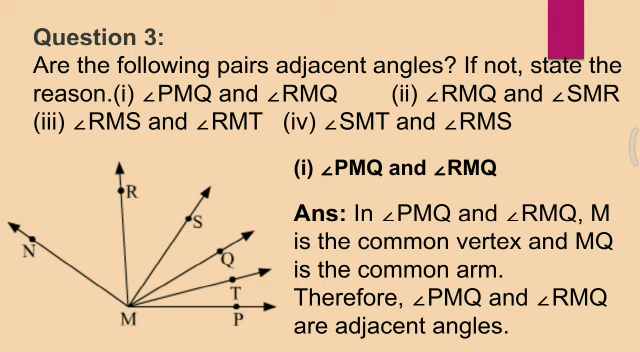 Question 3:
Are the following pairs adjacent angles? If not, state the
reason.(i) ∠PMQ and ∠RMQ (ii) ∠RMQ and ∠SMR
(iii) ∠RMS and ∠RMT (iv) ∠SMT and ∠RMS
(i) ∠PMQ and ∠RMQ
Ans: In ∠PMQ and ∠RMQ, M
is the common vertex and MQ
is the common arm.
Therefore, ∠PMQ and ∠RMQ
are adjacent angles.
R
S
N
Q
T
M
P